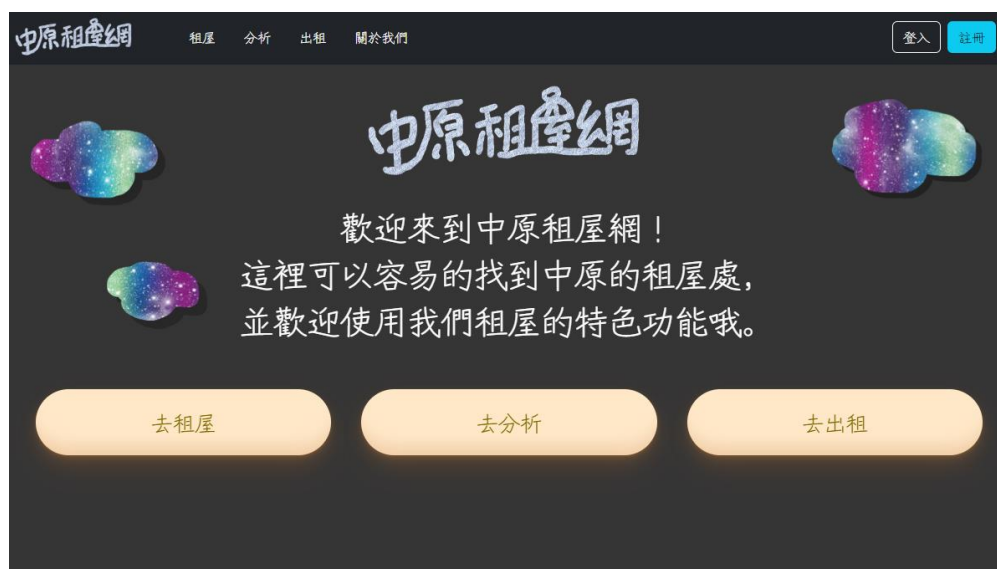 中原租屋網
租屋 分析 出租 關於我們 登入 註冊
中原租屋網
歡迎來到中原租屋網！
這裡可以容易的找到中原的租屋處,
並歡迎使用我們租屋的特色功能哦。
去租屋 去分析 去出租